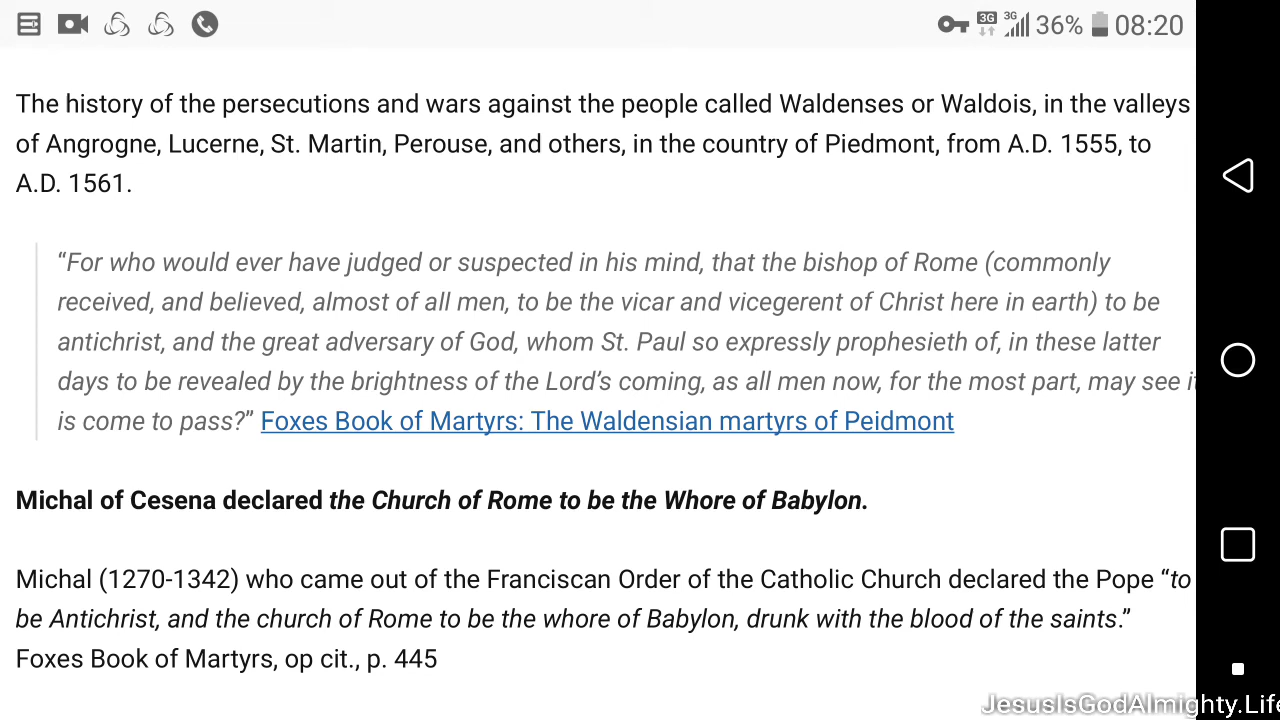 3G 3G 36% 08:20
The history of the persecutions and wars against the people called Waldenses or Waldois, in the valleys
of Angrogne, Lucerne, St. Martin, Perouse, and others, in the country of Piedmont, from A.D. 1555, to
A.D. 1561.
“For who would ever have judged or suspected in his mind, that the bishop of Rome (commonly
received, and believed, almost of all men, to be the vicar and vicegerent of Christ here in earth) to be
antichrist, and the great adversary of God, whom St. Paul so expressly prophesieth of, in these latter
days to be revealed by the brightness of the Lord’s coming, as all men now, for the most part, may see it
is come to pass?” Foxes Book of Martyrs: The Waldensian martyrs of Peidmont
Michal of Cesena declared the Church of Rome to be the Whore of Babylon.
Michal (1270-1342) who came out of the Franciscan Order of the Catholic Church declared the Pope “to
be Antichrist, and the church of Rome to be the whore of Babylon, drunk with the blood of the saints.”
Foxes Book of Martyrs, op cit., p. 445
JesusIsGodAlmighty.Life